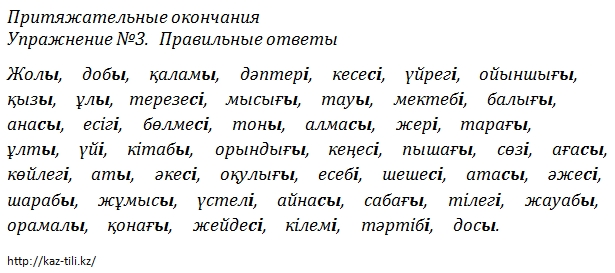 Притяжательные окончания
Упражнение №3. Правильные ответы
Жолы, добы, қаламы, дәптері, кесесі, үйрегі, ойыншығы,
қызы, ұлы, терезесі, мысығы, тауы, мектебі, балығы,
анасы, есігі, бөлмесі, тоны, алмасы, жері, тарағы,
ұлты, үйі, кітабы, орындығы, кеңесі, пышағы, сөзі, ағасы,
көйлегі, аты, әкесі, оқулығы, есебі, шешесі, атасы, әжесі,
шарабы, жұмысы, үстелі, айнасы, сабағы, тілегі, жауабы,
орамалы, қонағы, жейдесі, кілемі, тәртібі, досы.
http://kaz-tili.kz/